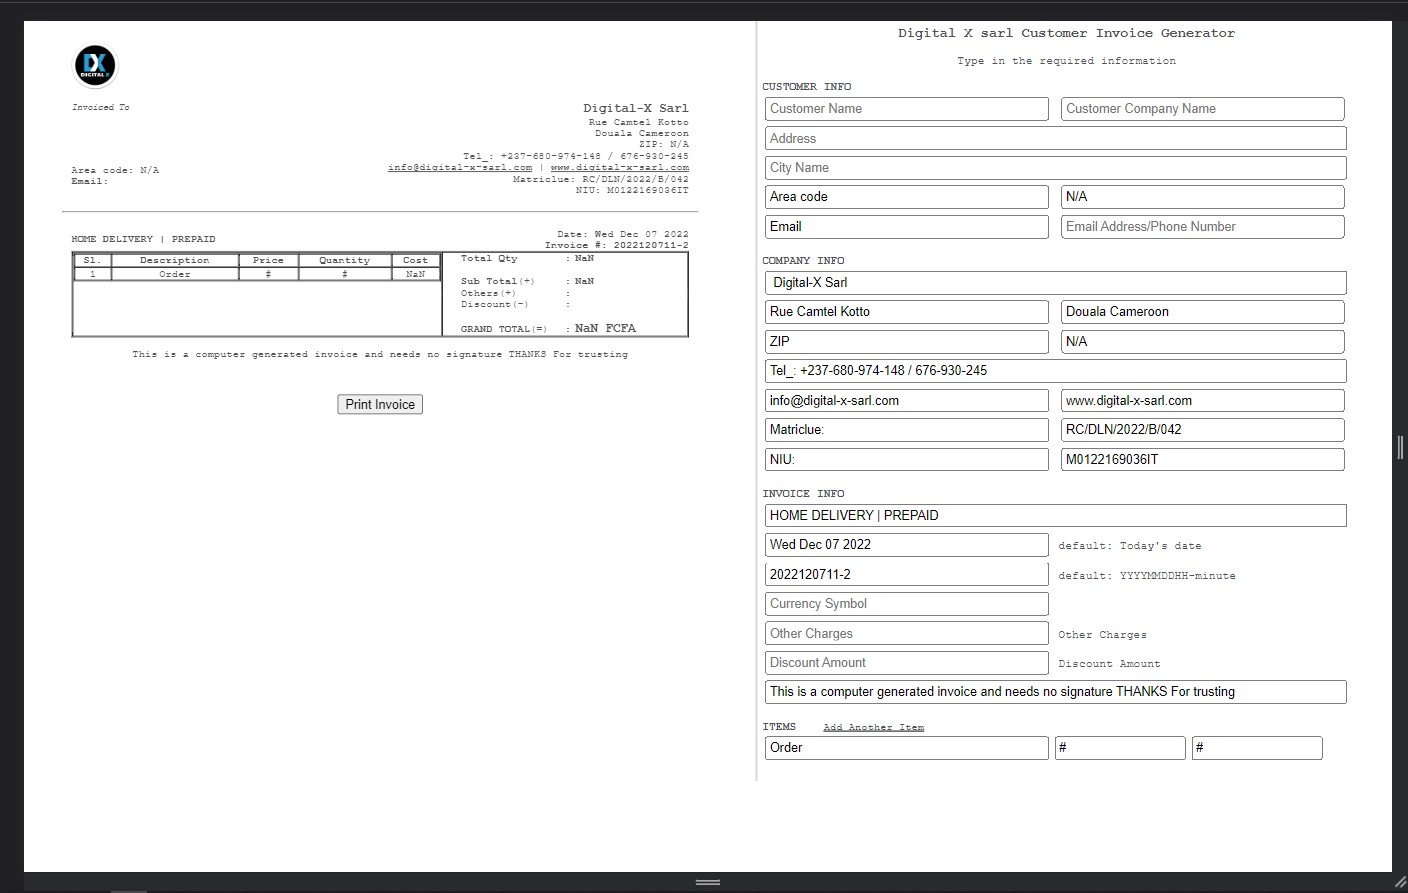 DX
DIGITAL X
Invoiced To
Digital-X Sarl
Rue Camtel Kotto
Douala Cameroon
ZIP: N/A
Tel_: +237-680-974-148 / 676-930-245
Area code: N/A
info@digital-x-sarl.com | www.digital-x-sarl.com
Email:
Matriclue: RC/DLN/2022/B/042
NIU: M0122169036IT
HOME DELIVERY | PREPAID
Date: Wed Dec 07 2022
Invoice #: 2022120711-2
Sl. Description Price Quantity Cost
1 Order # # NaN
Total Qty : NaN
Sub Total(+) : NaN
Others(+) :
Discount(-) :
GRAND TOTAL(=) : NaN FCFA
This is a computer generated invoice and needs no signature THANKS For trusting
Print Invoice
Digital X sarl Customer Invoice Generator
Type in the required information
CUSTOMER INFO
Customer Name Customer Company Name
Address
City Name
Area code N/A
Email Email Address/Phone Number
COMPANY INFO
Digital-X Sarl
Rue Camtel Kotto Douala Cameroon
ZIP N/A
Tel_: +237-680-974-148 / 676-930-245
info@digital-x-sarl.com www.digital-x-sarl.com
Matriclue: RC/DLN/2022/B/042
NIU: M0122169036IT
INVOICE INFO
HOME DELIVERY | PREPAID
Wed Dec 07 2022 default: Today's date
2022120711-2 default: YYYYMMDDHH-minute
Currency Symbol
Other Charges Other Charges
Discount Amount Discount Amount
This is a computer generated invoice and needs no signature THANKS For trusting
ITEMS Add Another Item
Order # #